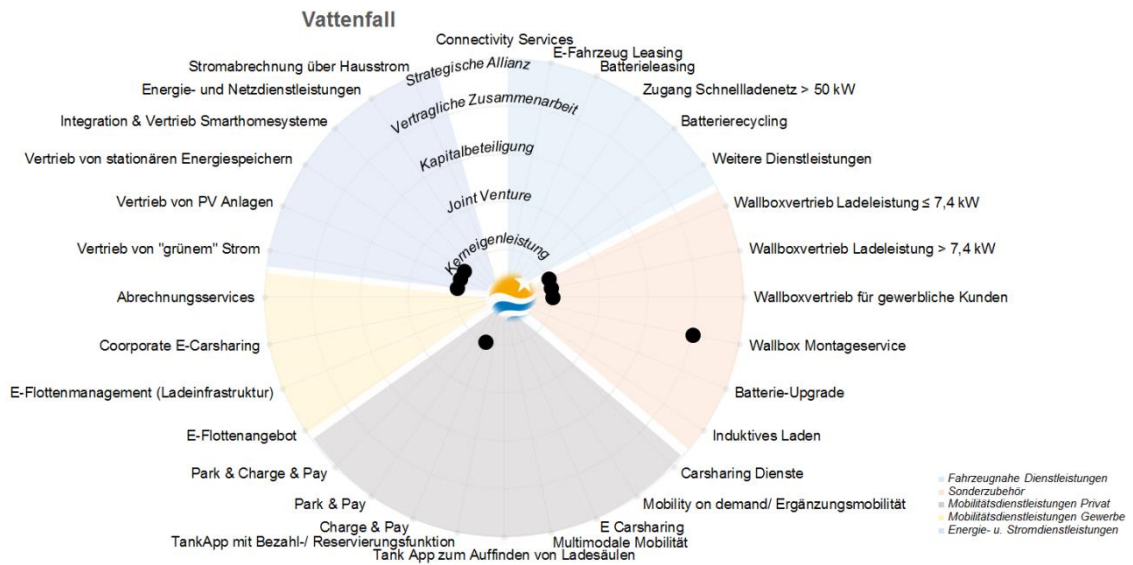 Vattenfall
Connectivity Services
E-Fahrzeug Leasing
Batterieleasing
Zugang Schnellladenetz > 50 kW
Batterierecycling
Weitere Dienstleistungen
Wallboxvertrieb Ladeleistung ≤ 7,4 kW
Wallboxvertrieb Ladeleistung > 7,4 kW
Wallboxvertrieb für gewerbliche Kunden
Wallbox Montageservice
Batterie-Upgrade
Induktives Laden
Carsharing Dienste
Mobility on demand/ Ergänzungsmobilität
E Carsharing
Multimodale Mobilität
Tank App zum Auffinden von Ladesäulen
TankApp mit Bezahl-/ Reservierungsfunktion
Charge & Pay
Park & Pay
Park & Charge & Pay
E-Flottenangebot
E-Flottenmanagement (Ladeinfrastruktur)
Coorporate E-Carsharing
Abrechnungsservices
Vertrieb von "grünem" Strom
Vertrieb von PV Anlagen
Vertrieb von stationären Energiespeichern
Integration & Vertrieb Smarthomesysteme
Energie- und Netzdienstleistungen
Stromabrechnung über Hausstrom
Strategische Allianz
Vertragliche Zusammenarbeit
Kapitalbeteiligung
Joint Venture
Kerneigenleistung
Fahrzeugnahe Dienstleistungen
Sonderzubehör
Mobilitätsdienstleistungen Privat
Mobilitätsdienstleistungen Gewerbe
Energie- u. Stromdienstleistungen